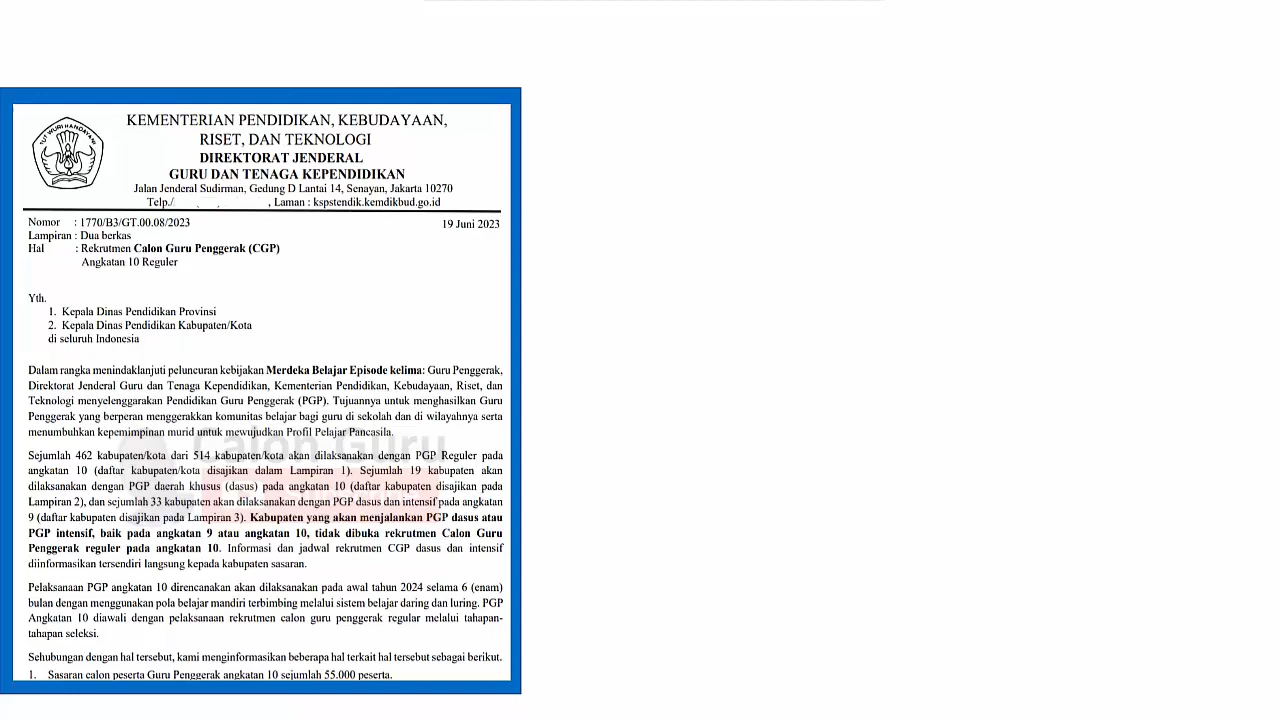 TUT WURI HANDAYANI
KEMENTERIAN PENDIDIKAN, KEBUDAYAAN,
RISET, DAN TEKNOLOGI
DIREKTORAT JENDERAL
GURU DAN TENAGA KEPENDIDIKAN
Jalan Jenderal Sudirman, Gedung D Lantai 14, Senayan, Jakarta 10270
Telp./ , Laman : kspstendik.kemdikbud.go.id
Nomor : 1770/B3/GT.00.08/2023 19 Juni 2023
Lampiran : Dua berkas
Hal : Rekrutmen Calon Guru Penggerak (CGP)
Angkatan 10 Reguler
Yth.
1. Kepala Dinas Pendidikan Provinsi
2. Kepala Dinas Pendidikan Kabupaten/Kota
di seluruh Indonesia
Dalam rangka menindaklanjuti peluncuran kebijakan Merdeka Belajar Episode kelima: Guru Penggerak,
Direktorat Jenderal Guru dan Tenaga Kependidikan, Kementerian Pendidikan, Kebudayaan, Riset, dan
Teknologi menyelenggarakan Pendidikan Guru Penggerak (PGP). Tujuannya untuk menghasilkan Guru
Penggerak yang berperan menggerakkan komunitas belajar bagi guru di sekolah dan di wilayahnya serta
menumbuhkan kepemimpinan murid untuk mewujudkan Profil Pelajar Pancasila.
Calon Guru
Sejumlah 462 kabupaten/kota dari 514 kabupaten/kota akan dilaksanakan dengan PGP Reguler pada
angkatan 10 (daftar kabupaten/kota disajikan dalam Lampiran 1). Sejumlah 19 kabupaten akan
dilaksanakan dengan PGP daerah khusus (dasus) pada angkatan 10 (daftar kabupaten disajikan pada
Lampiran 2), dan sejumlah 33 kabupaten akan dilaksanakan dengan PGP dasus dan intensif pada angkatan
9 (daftar kabupaten disajikan pada Lampiran 3). Kabupaten yang akan menjalankan PGP dasus atau
PGP intensif, baik pada angkatan 9 atau angkatan 10, tidak dibuka rekrutmen Calon Guru
Penggerak reguler pada angkatan 10. Informasi dan jadwal rekrutmen CGP dasus dan intensif
diinformasikan tersendiri langsung kepada kabupaten sasaran.
Pelaksanaan PGP angkatan 10 direncanakan akan dilaksanakan pada awal tahun 2024 selama 6 (enam)
bulan dengan menggunakan pola belajar mandiri terbimbing melalui sistem belajar daring dan luring. PGP
Angkatan 10 diawali dengan pelaksanaan rekrutmen calon guru penggerak regular melalui tahapan-
tahapan seleksi.
Sehubungan dengan hal tersebut, kami menginformasikan beberapa hal terkait hal tersebut sebagai berikut.
1. Sasaran calon peserta Guru Penggerak angkatan 10 sejumlah 55.000 peserta.